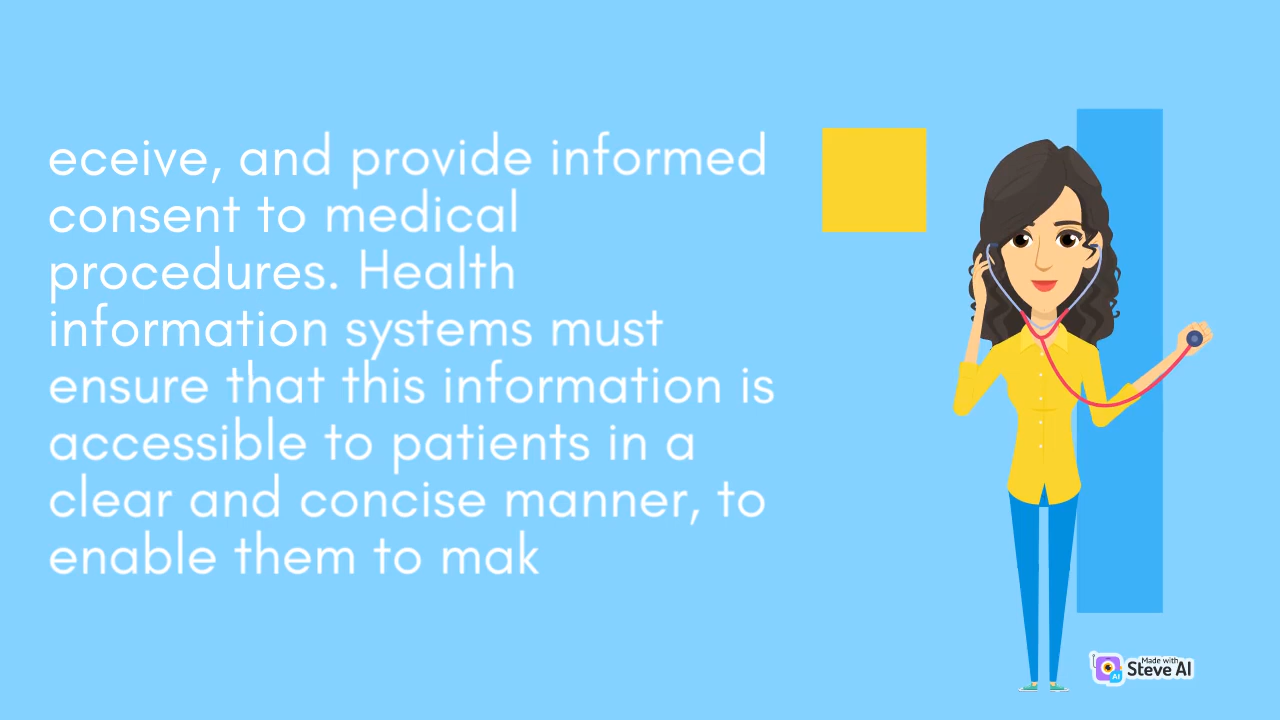 eceive, and provide informed
consent to medical
procedures. Health
information systems must
ensure that this information is
accessible to patients in a
clear and concise manner, to
enable them to mak
Made with
Steve AI
AI